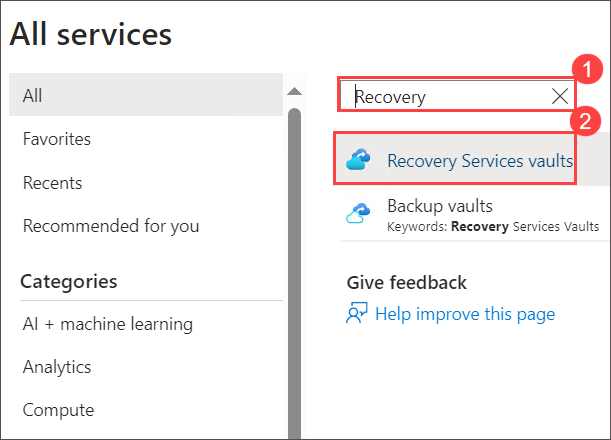 All services
All
Favorites
Recents
Recommended for you
Categories
AI + machine learning
Analytics
Compute
1
Recovery
2
Recovery Services vaults
Backup vaults
Keywords: Recovery Services Vaults
Give feedback
Help improve this page